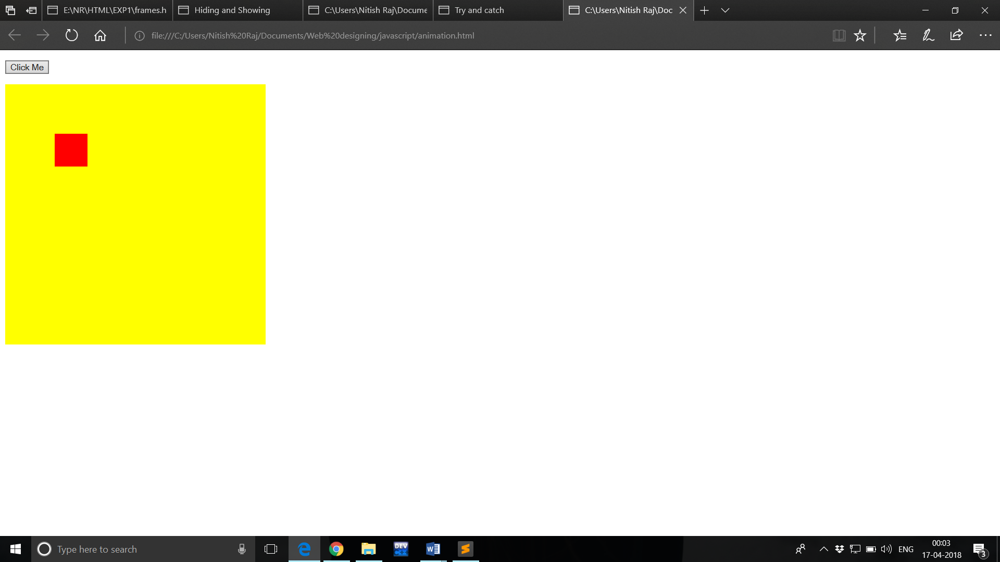 E:\NR\HTML\EXP1\frames.h
Hiding and Showing
C:\Users\Nitish Raj\Docume
Try and catch
C:\Users\Nitish Raj\Doc
file:///C:/Users/Nitish%20Raj/Documents/Web%20designing/javascript/animation.html
Click Me
Type here to search
DEV
C++
W
ENG
00:03
17-04-2018
3